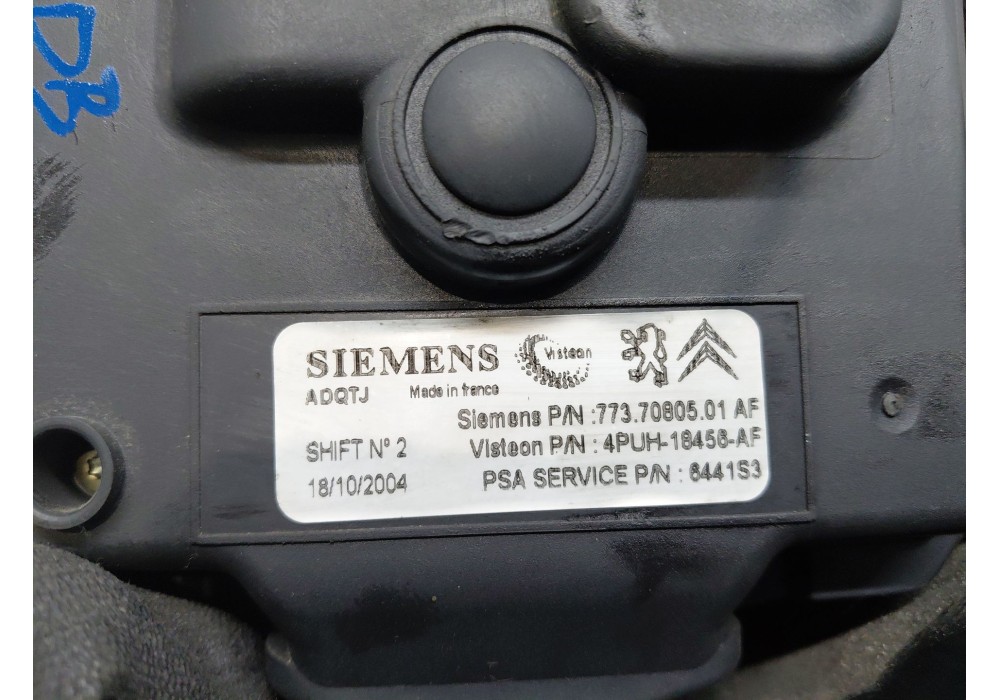 DB
SIEMENS Visteon
ADQTJ Made in france
Siemens P/N :773.70805.01 AF
SHIFT N° 2 Visteon P/N : 4PUH-18456-AF
18/10/2004 PSA SERVICE P/N : 6441S3